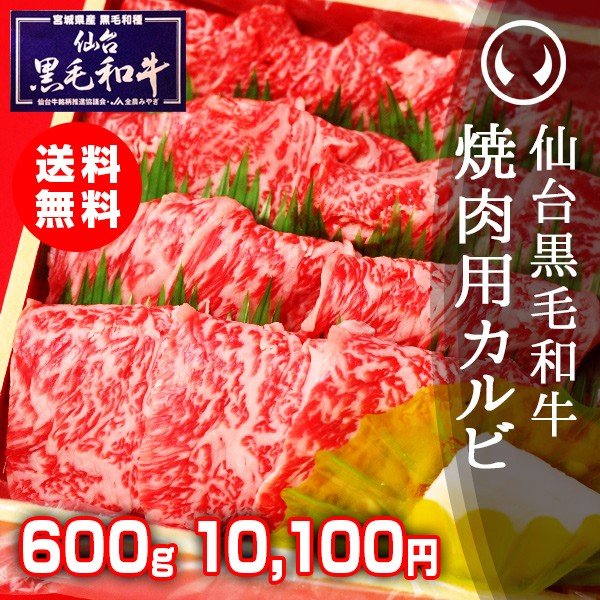 宮城県産 黒毛和種
仙台
黒毛和牛
仙台牛銘柄推進協議会・JA全農みやぎ
送料
無料
仙台黒毛和牛
焼肉用カルビ
600g 10,100円